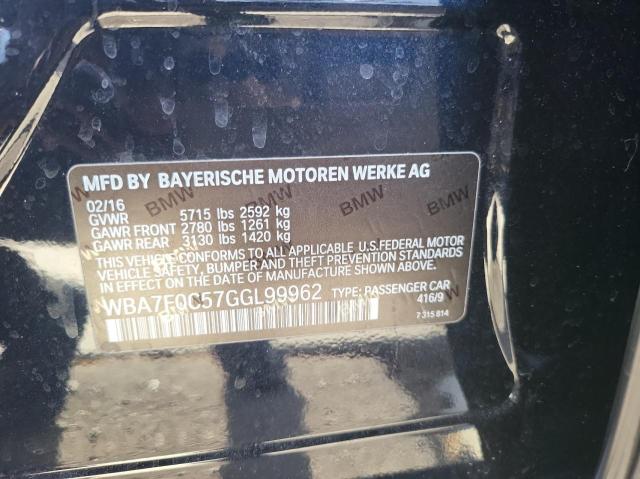 MFD BY BAYERISCHE MOTOREN WERKE AG
02/16
GVWR 5715 lbs 2592 kg
GAWR FRONT 2780 lbs 1261 kg
GAWR REAR 3130 lbs 1420 kg
THIS VEHICLE CONFORMS TO ALL APPLICABLE U.S.FEDERAL MOTOR
VEHICLE SAFETY, BUMPER AND THEFT PREVENTION STANDARDS
IN EFFECT ON THE DATE OF MANUFACTURE SHOWN ABOVE.
WBA7F0C57GGL99962 TYPE: PASSENGER CAR
416/9
7 315 814